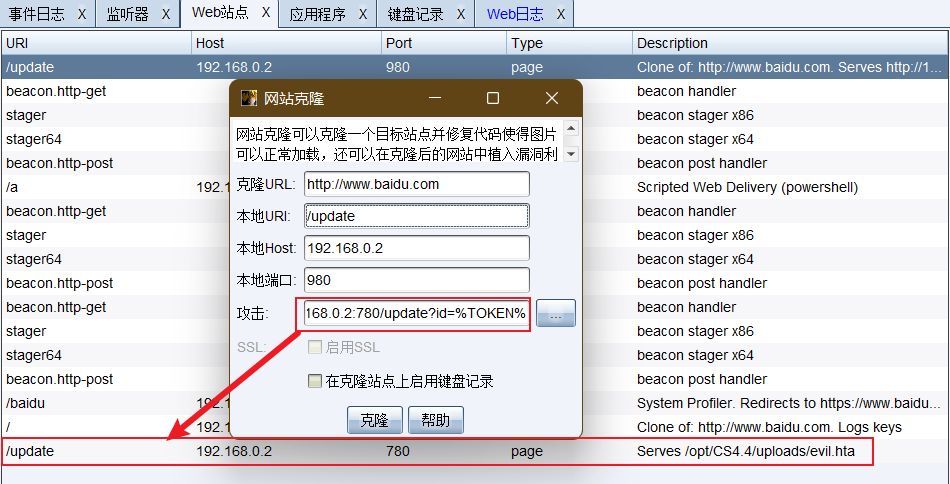 事件日志 X 监听器 X Web站点 X 应用程序 X 键盘记录 X Web日志 X
URI Host Port Type Description
/update 192.168.0.2 980 page Clone of: http://www.baidu.com. Serves http://1...
beacon.http-get beacon handler
stager beacon stager x86
stager64 beacon stager x64
beacon.http-post beacon post handler
/a 192.1 Scripted Web Delivery (powershell)
beacon.http-get beacon handler
stager beacon stager x86
stager64 beacon stager x64
beacon.http-post beacon post handler
beacon.http-get beacon handler
stager beacon stager x86
stager64 beacon stager x64
beacon.http-post beacon post handler
/baidu 192.1 System Profiler. Redirects to https://www.baidu...
/ 192.1 Clone of: http://www.baidu.com. Logs keys
/update 192.168.0.2 780 page Serves /opt/CS4.4/uploads/evil.hta
网站克隆
网站克隆可以克隆一个目标站点并修复代码使得图片
可以正常加载，还可以在克隆后的网站中植入漏洞利
克隆URL: http://www.baidu.com
本地URI: /update
本地Host: 192.168.0.2
本地端口: 980
攻击: 168.0.2:780/update?id=%TOKEN% ...
SSL: 启用SSL
在克隆站点上启用键盘记录
克隆 帮助